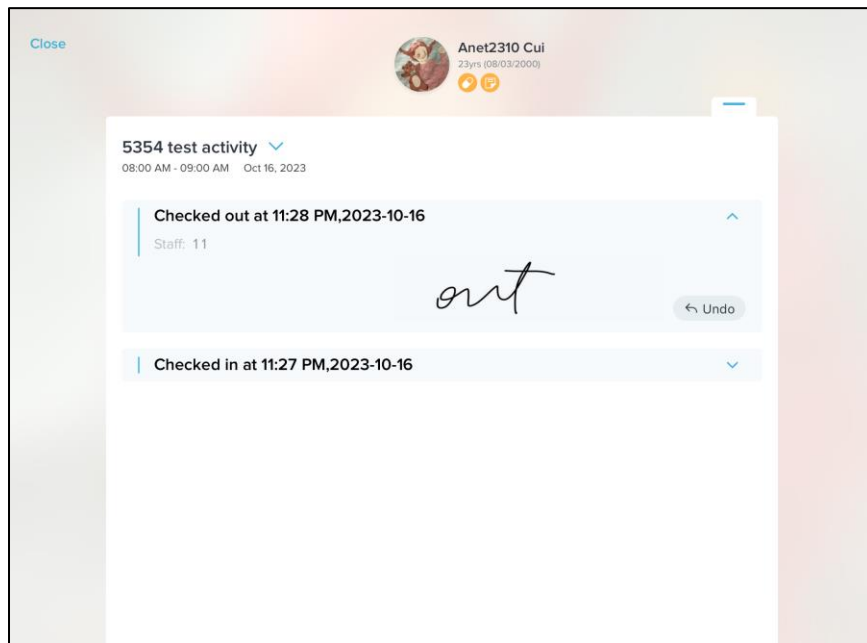 Close
Anet2310 Cui
23yrs (08/03/2000)
5354 test activity
08:00 AM - 09:00 AM Oct 16, 2023
Checked out at 11:28 PM,2023-10-16
Staff: 11
out
Undo
Checked in at 11:27 PM,2023-10-16